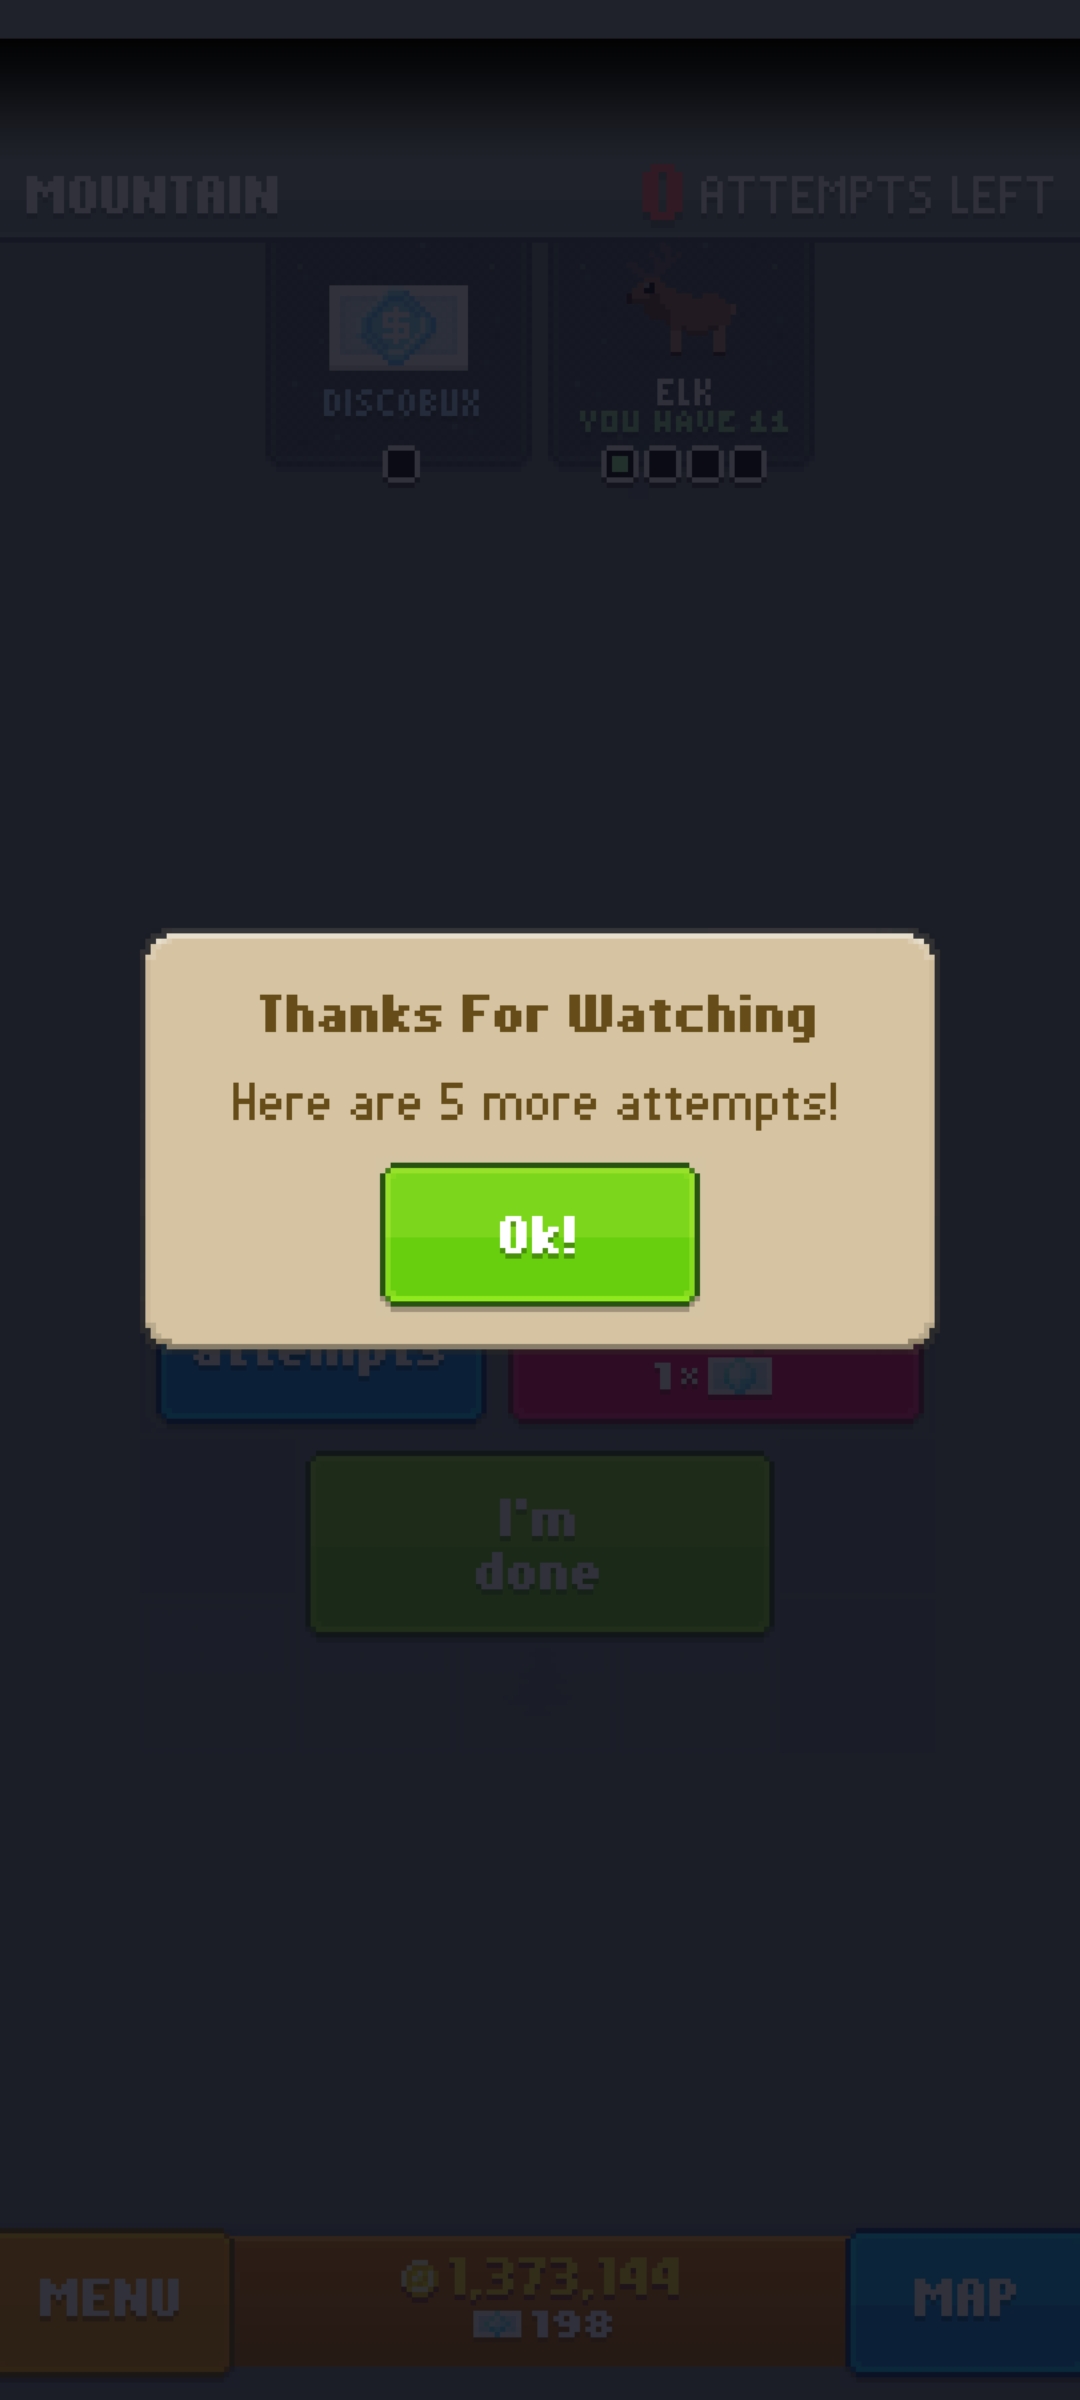 MOUNTAIN
0 ATTEMPTS LEFT
DISCOBUX
ELK
YOU HAVE 11
Thanks For Watching
Here are 5 more attempts!
Ok!
attempts
1×
I'm
done
MENU
1,373,144
198
MAP